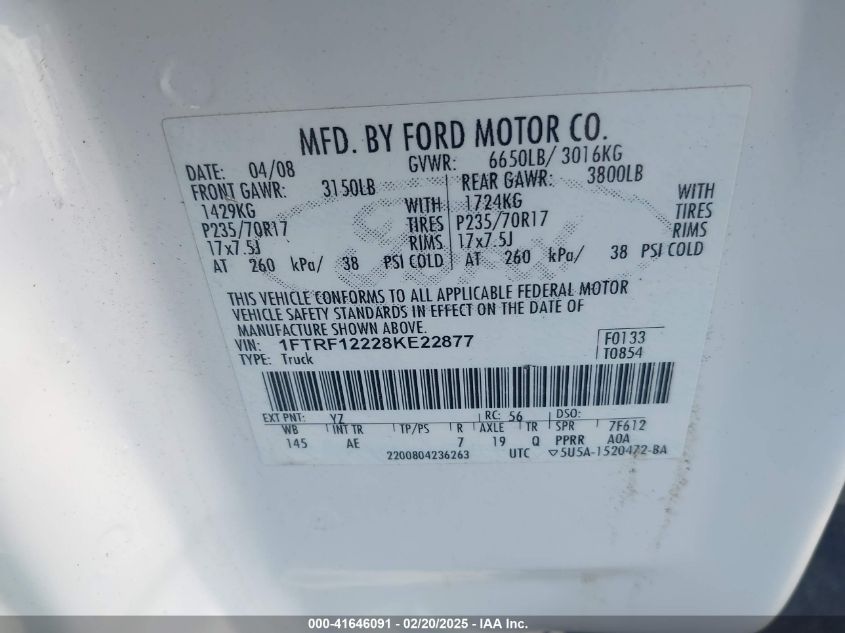 MFD. BY FORD MOTOR CO.
DATE: 04/08 GVWR: 6650LB/ 3016KG
FRONT GAWR: 3150LB REAR GAWR: 3800LB
1429KG WITH 1724KG WITH
P235/70R17 TIRES P235/70R17 TIRES
17x7.5J RIMS 17x7.5J RIMS
AT 260 kPa/ 38 PSI COLD AT 260 kPa/ 38 PSI COLD
THIS VEHICLE CONFORMS TO ALL APPLICABLE FEDERAL MOTOR
VEHICLE SAFETY STANDARDS IN EFFECT ON THE DATE OF
MANUFACTURE SHOWN ABOVE.
VIN: 1FTRF12228KE22877 F0133
TYPE: Truck T0854
EXT PNT: YZ RC: 56 DSO:
WB INT TR TP/PS R AXLE TR SPR 7F612
145 AE 7 19 Q PPRR A0A
2200804236263 UTC ▽5U5A-1520472-BA
000-41646091 - 02/20/2025 - IAA Inc.